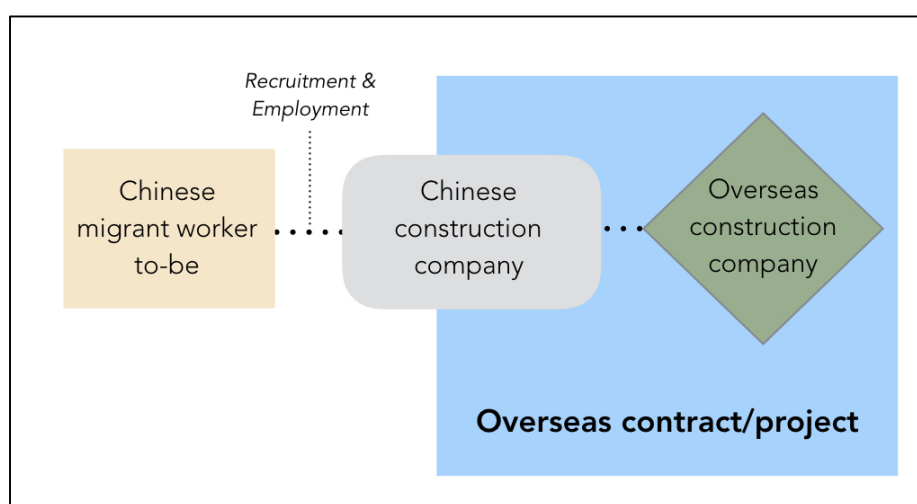 Recruitment &
Employment
Chinese
migrant worker
to-be
Chinese
construction
company
Overseas
construction
company
Overseas contract/project